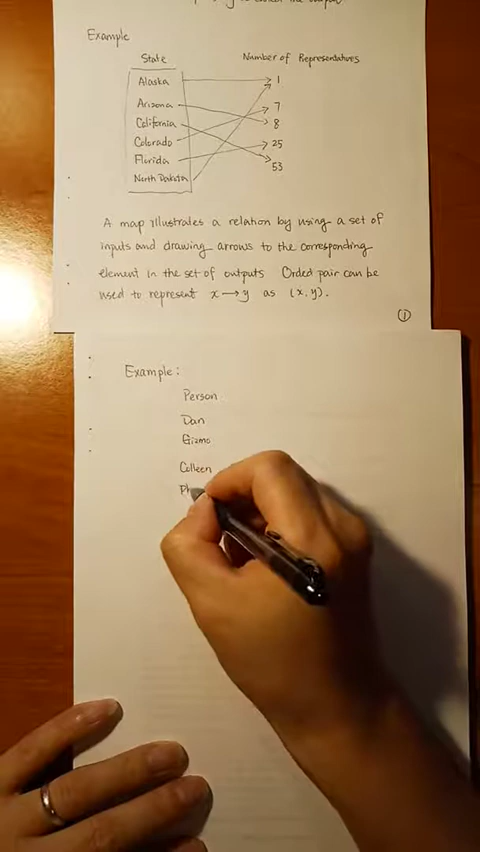 Example
State Number of Representatives
Alaska 1
Arizona 7
California 8
Colorado 25
Florida 53
North Dakota
A map illustrates a relation by using a set of
inputs and drawing arrows to the corresponding
element in the set of outputs Orded pair can be
used to represent x → y as (x, y).
1
Example:
Person
Dan
Gizmo
Colleen
Ph